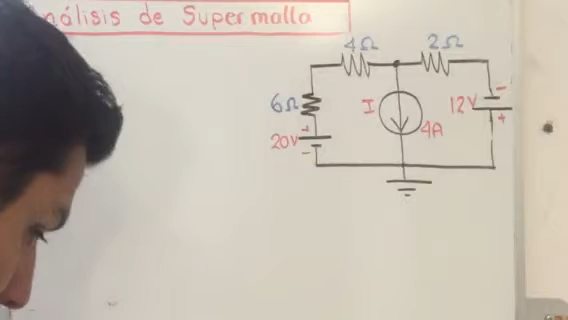 nálisis de Supermalla
4Ω 2Ω
6Ω I 12V - +
20V + - 4A